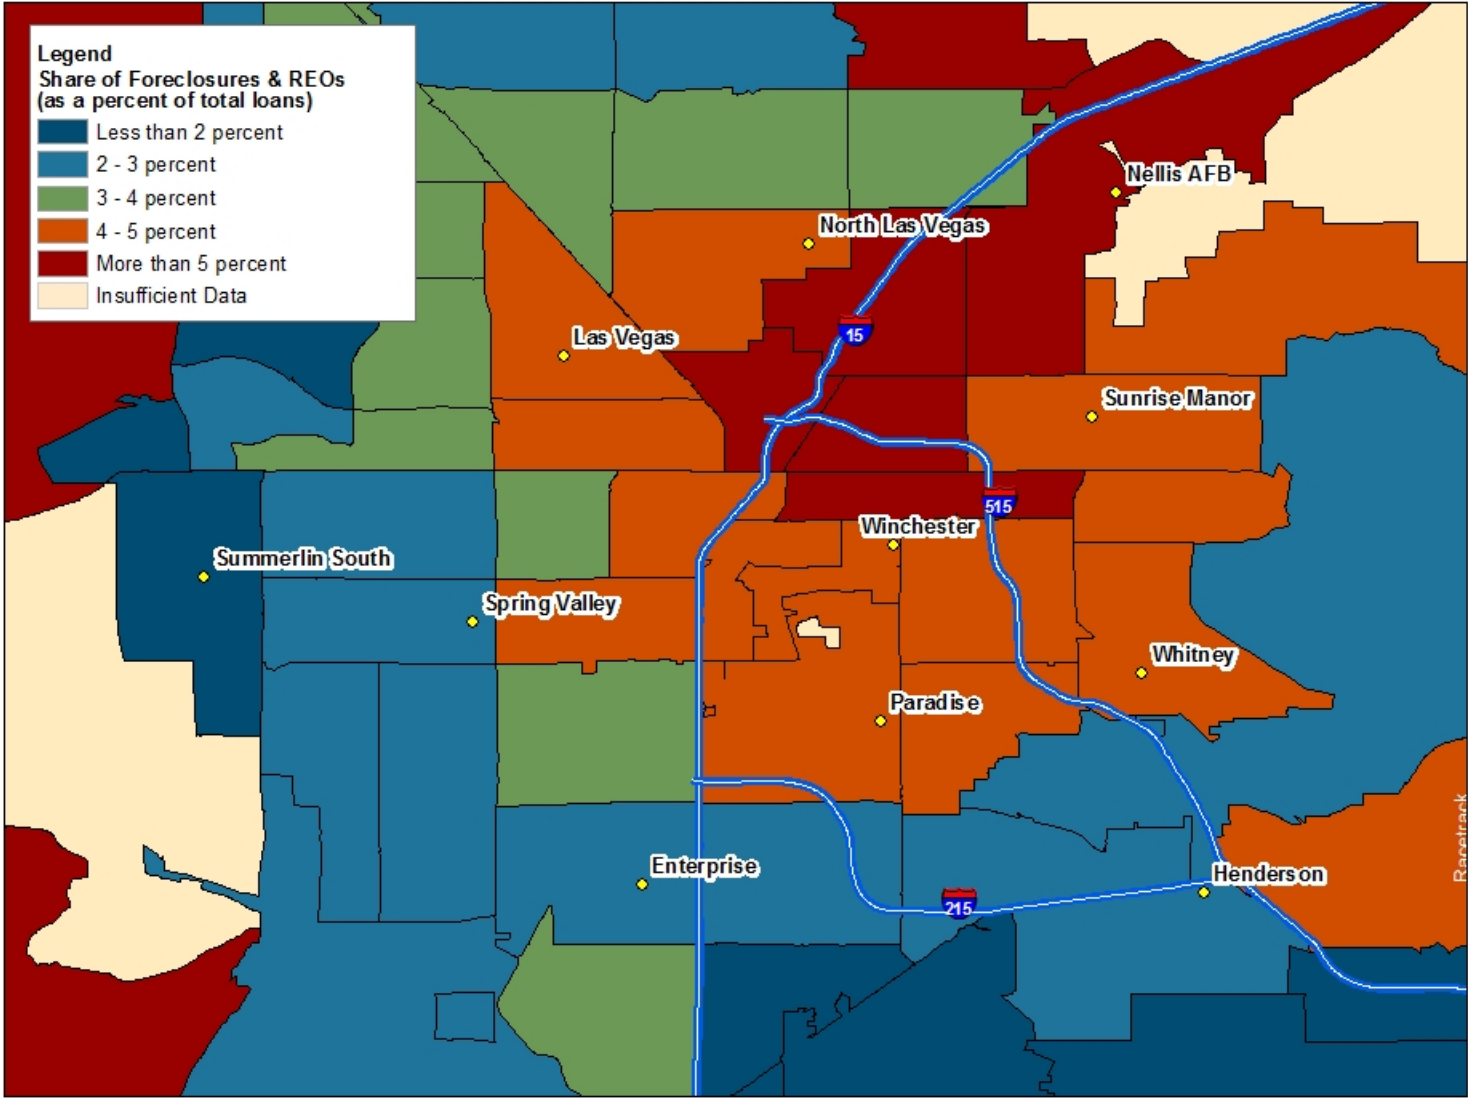 Legend
Share of Foreclosures & REOs
(as a percent of total loans)
Less than 2 percent
2 - 3 percent
3 - 4 percent
4 - 5 percent
More than 5 percent
Insufficient Data
Nellis AFB
North Las Vegas
15
Las Vegas
Sunrise Manor
515
Winchester
Summerlin South
Spring Valley
Whitney
Paradise
Racetrack
Enterprise
Henderson
215